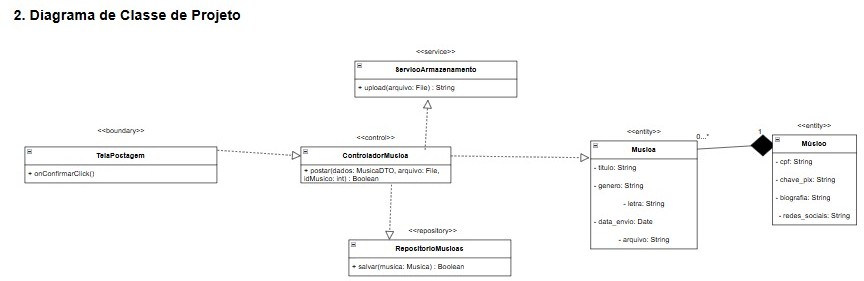 2. Diagrama de Classe de Projeto
<<service>>
ServicoArmazenamento
+ upload(arquivo: File) : String
<<boundary>>
TelaPostagem
+ onConfirmarClick()
<<control>>
ControladorMusica
+ postar(dados: MusicaDTO, arquivo: File,
idMusico: int) : Boolean
<<repository>>
RepositorioMusicas
+ salvar(musica: Musica) : Boolean
<<entity>>
Musica
- titulo: String
- genero: String
- letra: String
- data_envio: Date
- arquivo: String
0...*
1
<<entity>>
Músico
- cpf: String
- chave_pix: String
- biografia: String
- redes_sociais: String